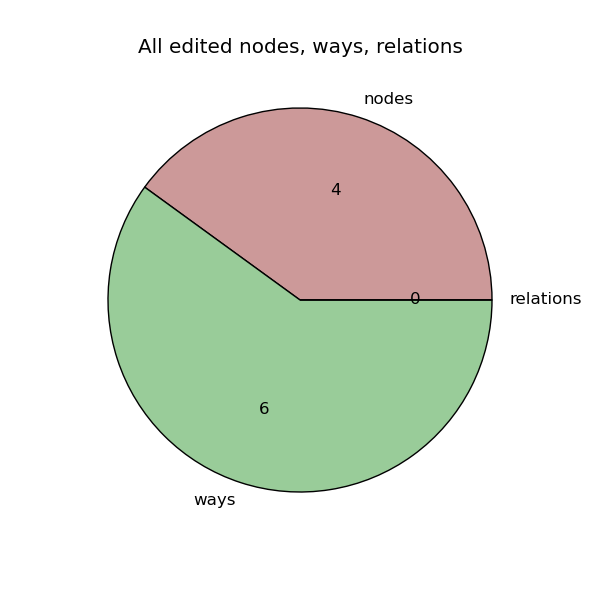 All edited nodes, ways, relations
nodes
4
0
relations
6
ways